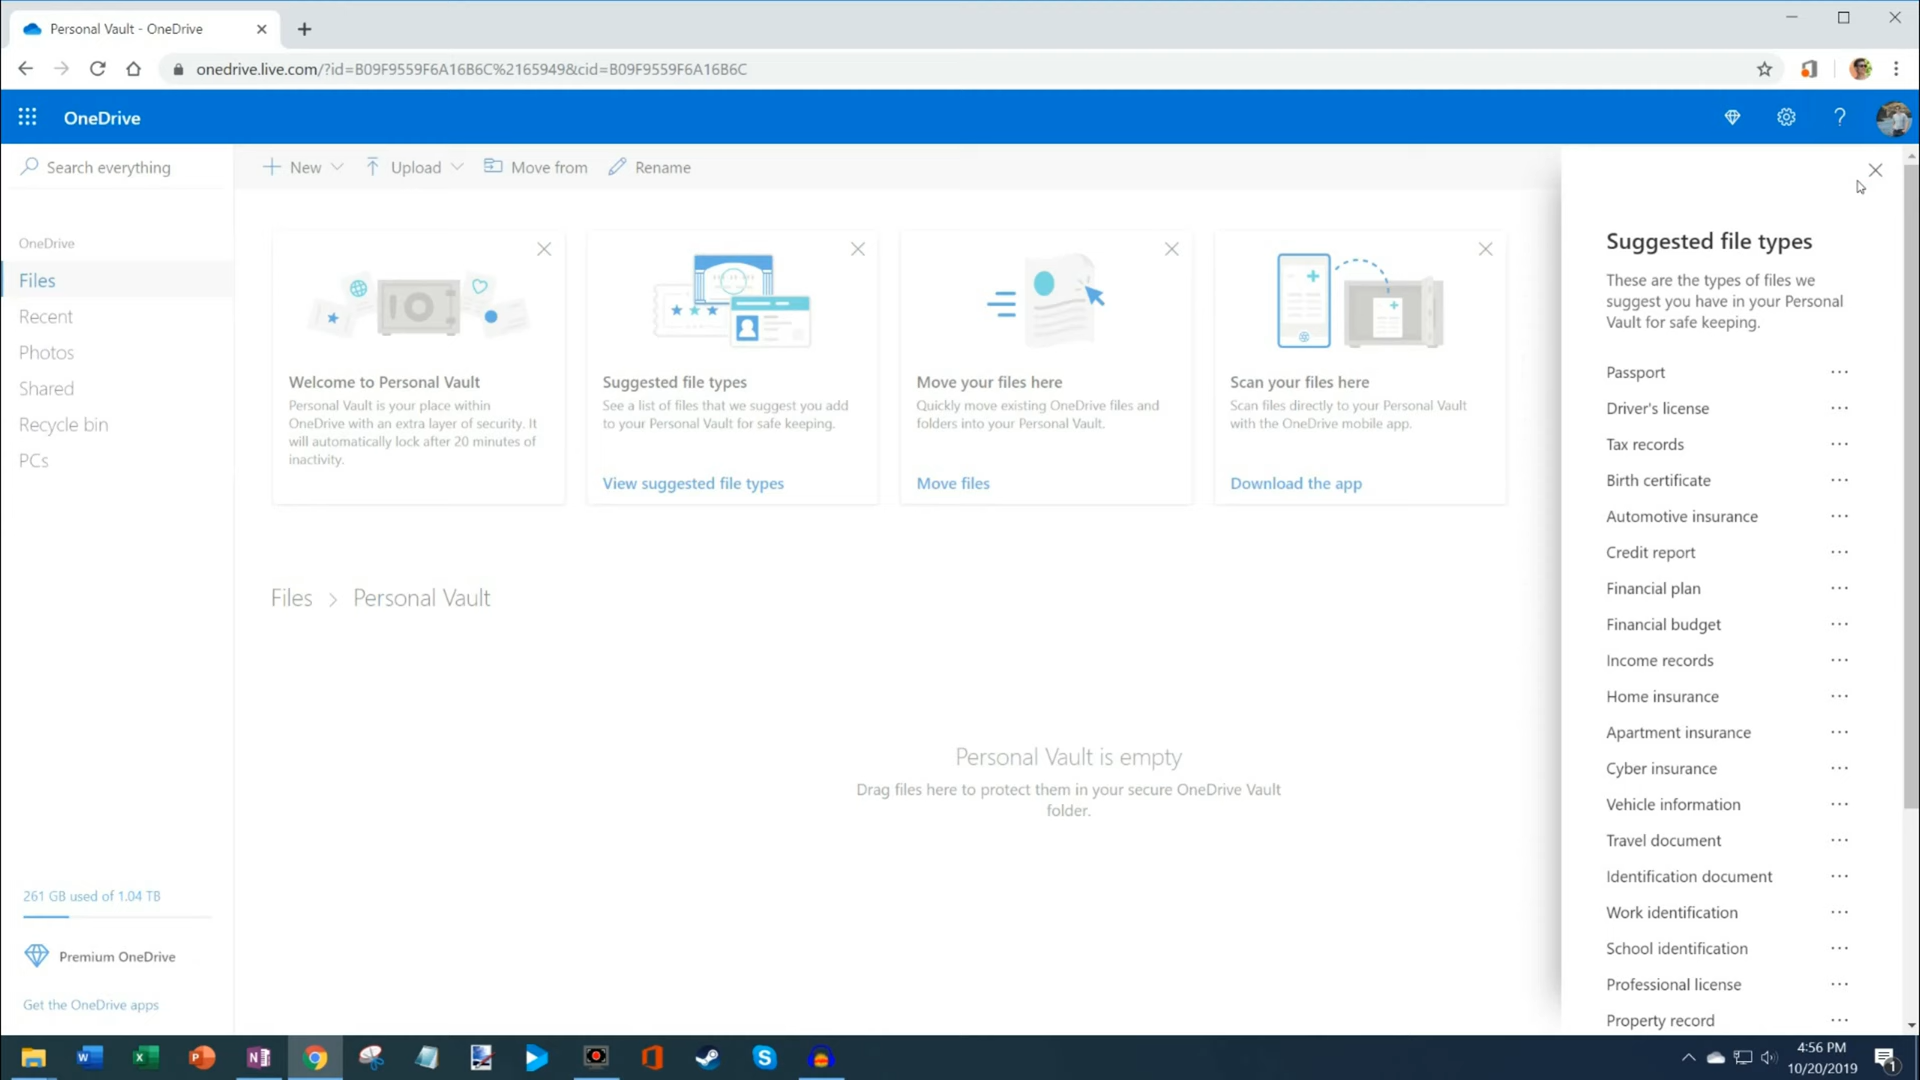 Personal Vault - OneDrive
onedrive.live.com/?id=B09F9559F6A16B6C%2165949&cid=B09F9559F6A16B6C
OneDrive
Search everything
New
Upload
Move from
Rename
OneDrive
Files
Recent
Photos
Shared
Recycle bin
PCs
261 GB used of 1.04 TB
Premium OneDrive
Get the OneDrive apps
Welcome to Personal Vault
Personal Vault is your place within
OneDrive with an extra layer of security. It
will automatically lock after 20 minutes of
inactivity.
Suggested file types
See a list of files that we suggest you add
to your Personal Vault for safe keeping.
View suggested file types
Move your files here
Quickly move existing OneDrive files and
folders into your Personal Vault.
Move files
Scan your files here
Scan files directly to your Personal Vault
with the OneDrive mobile app.
Download the app
Files > Personal Vault
Personal Vault is empty
Drag files here to protect them in your secure OneDrive Vault
folder.
Suggested file types
These are the types of files we
suggest you have in your Personal
Vault for safe keeping.
Passport
Driver's license
Tax records
Birth certificate
Automotive insurance
Credit report
Financial plan
Financial budget
Income records
Home insurance
Apartment insurance
Cyber insurance
Vehicle information
Travel document
Identification document
Work identification
School identification
Professional license
Property record
4:56 PM
10/20/2019
1